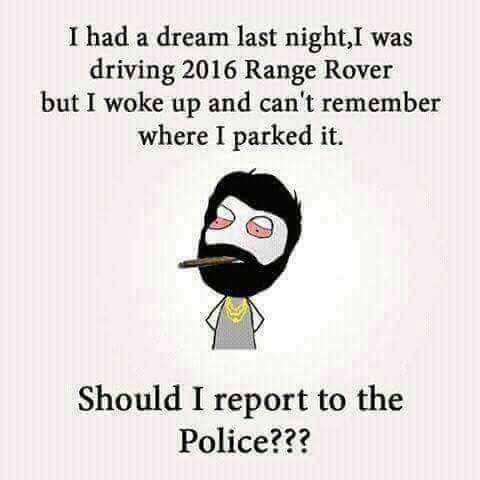 I had a dream last night,I was
driving 2016 Range Rover
but I woke up and can't remember
where I parked it.
Should I report to the
Police???